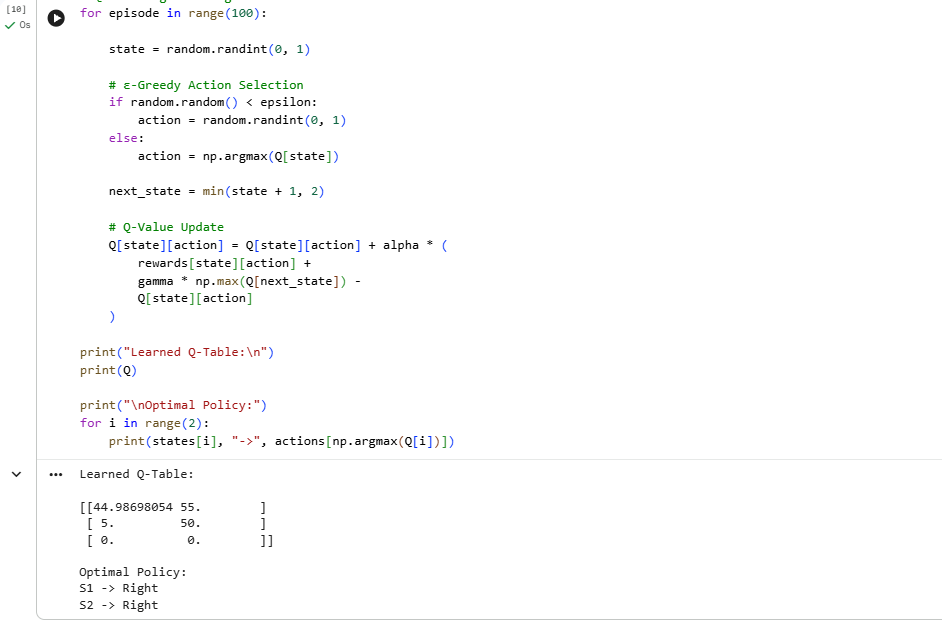 [10]
0s
for episode in range(100):
    state = random.randint(0, 1)
    # ε-Greedy Action Selection
    if random.random() < epsilon:
        action = random.randint(0, 1)
    else:
        action = np.argmax(Q[state])
    next_state = min(state + 1, 2)
    # Q-Value Update
    Q[state][action] = Q[state][action] + alpha * (
        rewards[state][action] +
        gamma * np.max(Q[next_state]) -
        Q[state][action]
    )
print("Learned Q-Table:\n")
print(Q)
print("\nOptimal Policy:")
for i in range(2):
    print(states[i], "->", actions[np.argmax(Q[i])])
Learned Q-Table:
[[44.98698054 55.        ]
 [ 5.         50.        ]
 [ 0.          0.        ]]
Optimal Policy:
S1 -> Right
S2 -> Right